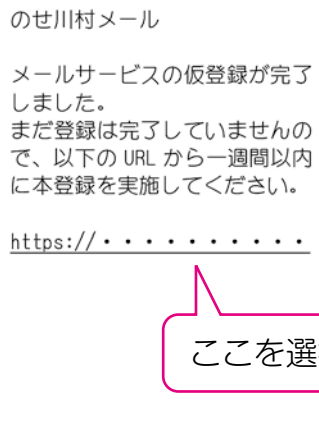 のせ川村メール
メールサービスの仮登録が完了
しました。
まだ登録は完了していませんの
で、以下の URL から一週間以内
に本登録を実施してください。
https://・・・・・・・・・・
ここを選